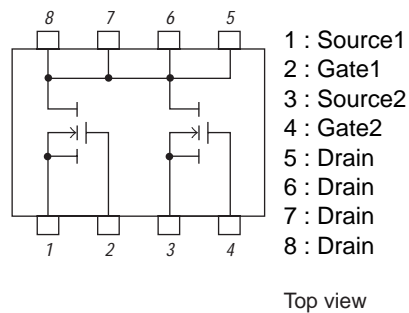 8 7 6 5
1 : Source1
2 : Gate1
3 : Source2
4 : Gate2
5 : Drain
6 : Drain
7 : Drain
8 : Drain
1 2 3 4
Top view